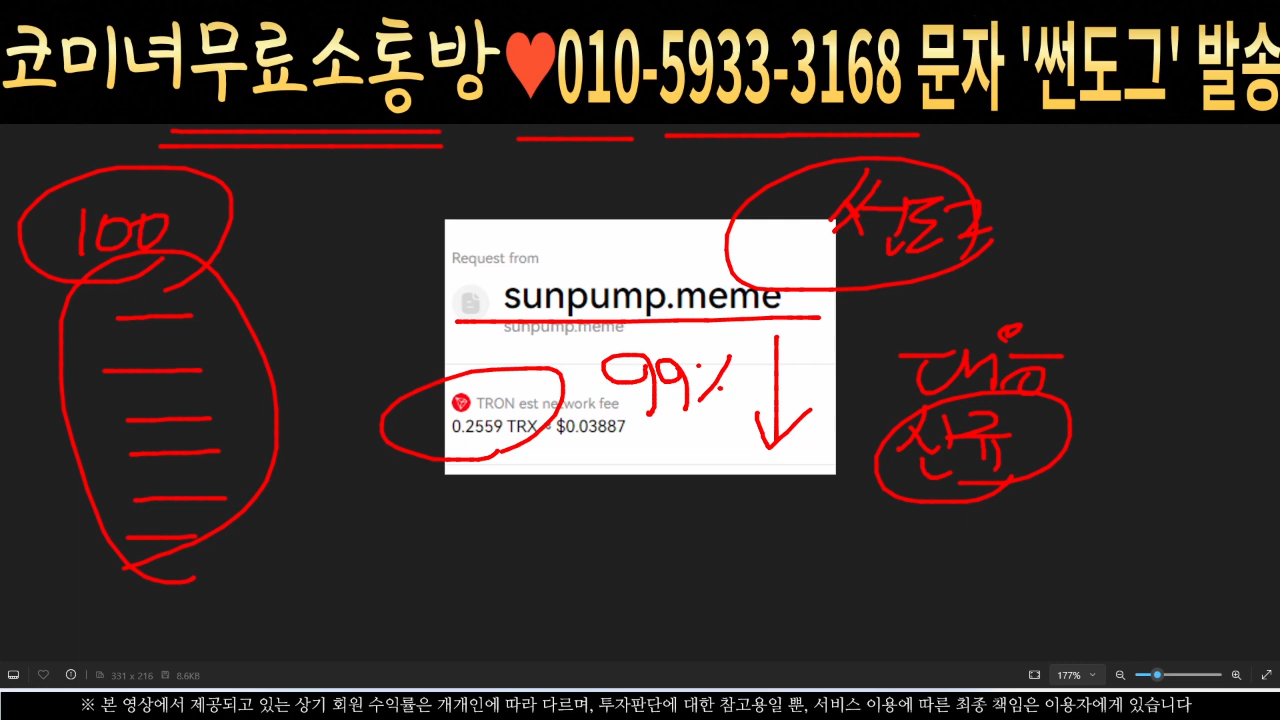 코미녀무료소통방♥010-5933-3168 문자 '썬도그' 발송
100
썬도그
Request from
sunpump.meme
sunpump.meme
99%
TRON est network fee
0.2559 TRX ≈ $0.03887
331 x 216 8.6KB
177%
※ 본 영상에서 제공되고 있는 상기 회원 수익률은 개개인에 따라 다르며, 투자판단에 대한 참고용일 뿐, 서비스 이용에 따른 최종 책임은 이용자에게 있습니다